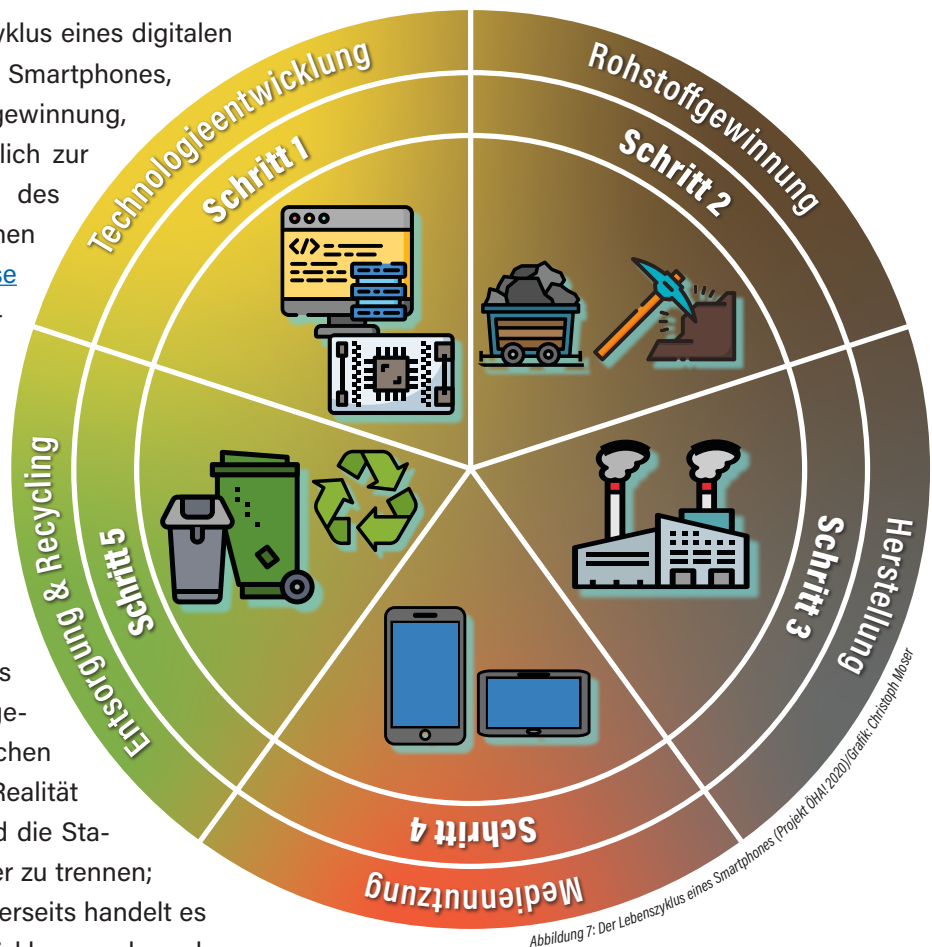 yklus eines digitalen
Smartphones,
gewinnung,
lich zur
des
nen
se
Technologieentwicklung
Schritt 1
</>
Rohstoffgewinnung
Schritt 2
Herstellung
Schritt 3
Mediennutzung
Schritt 4
Entsorgung & Recycling
Schritt 5
s
ge-
chen
Realität
d die Sta-
er zu trennen;
erseits handelt es
Abbildung 7: Der Lebenszyklus eines Smartphones (Projekt ÖHA! 2020)/Grafik: Christoph Moser